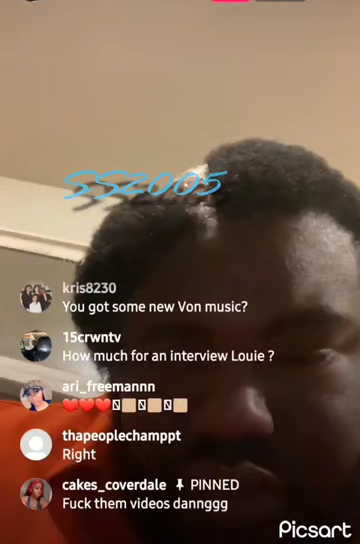 SS2005
kris8230
You got some new Von music?
15crwntv
How much for an interview Louie ?
ari_freemannn
❤️❤️❤️
thapeoplechamppt
Right
cakes_coverdale 📌 PINNED
Fuck them videos dannggg
Picsart